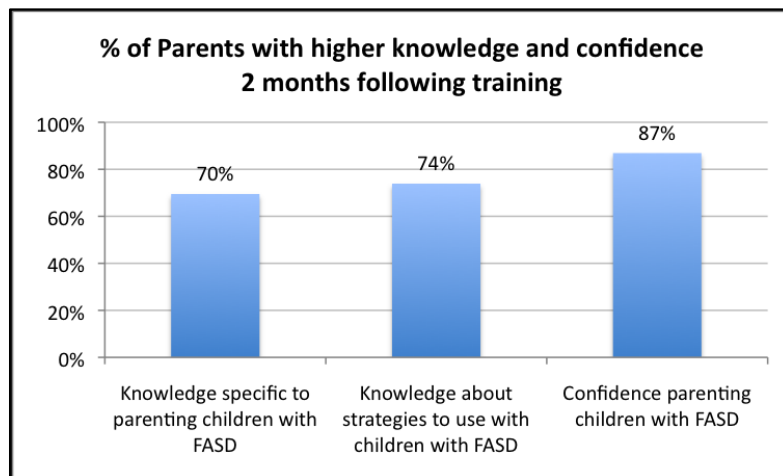 % of Parents with higher knowledge and confidence
2 months following training
100%
80%
60%
40%
20%
0%
70%
74%
87%
Knowledge specific to
parenting children with
FASD
Knowledge about
strategies to use with
children with FASD
Confidence parenting
children with FASD